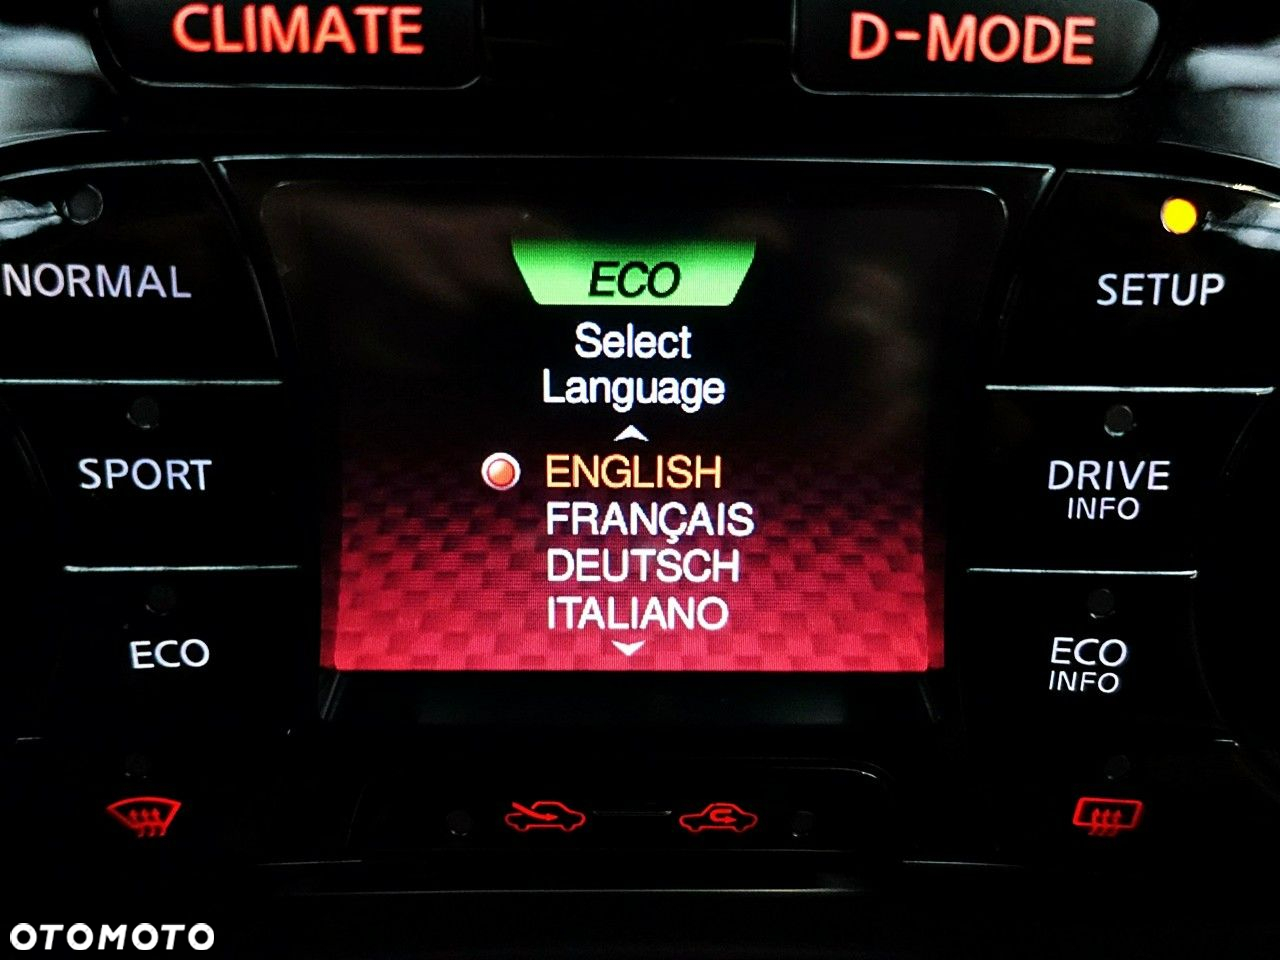 CLIMATE
D-MODE
NORMAL
SETUP
ECO
Select
Language
ENGLISH
FRANÇAIS
DEUTSCH
ITALIANO
SPORT
DRIVE
INFO
ECO
ECO
INFO
OTOMOTO